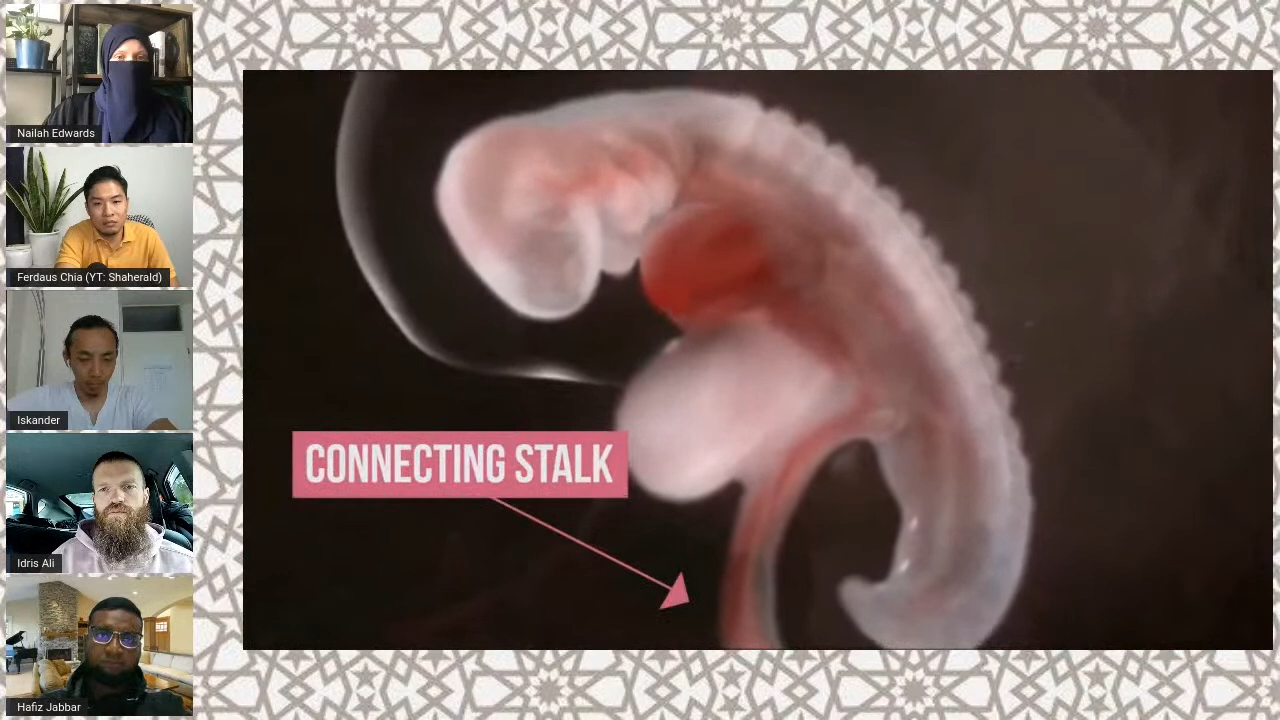 Nailah Edwards
Ferdaus Chia (YT: Shaherald)
Iskander
Idris Ali
Hafiz Jabbar
CONNECTING STALK